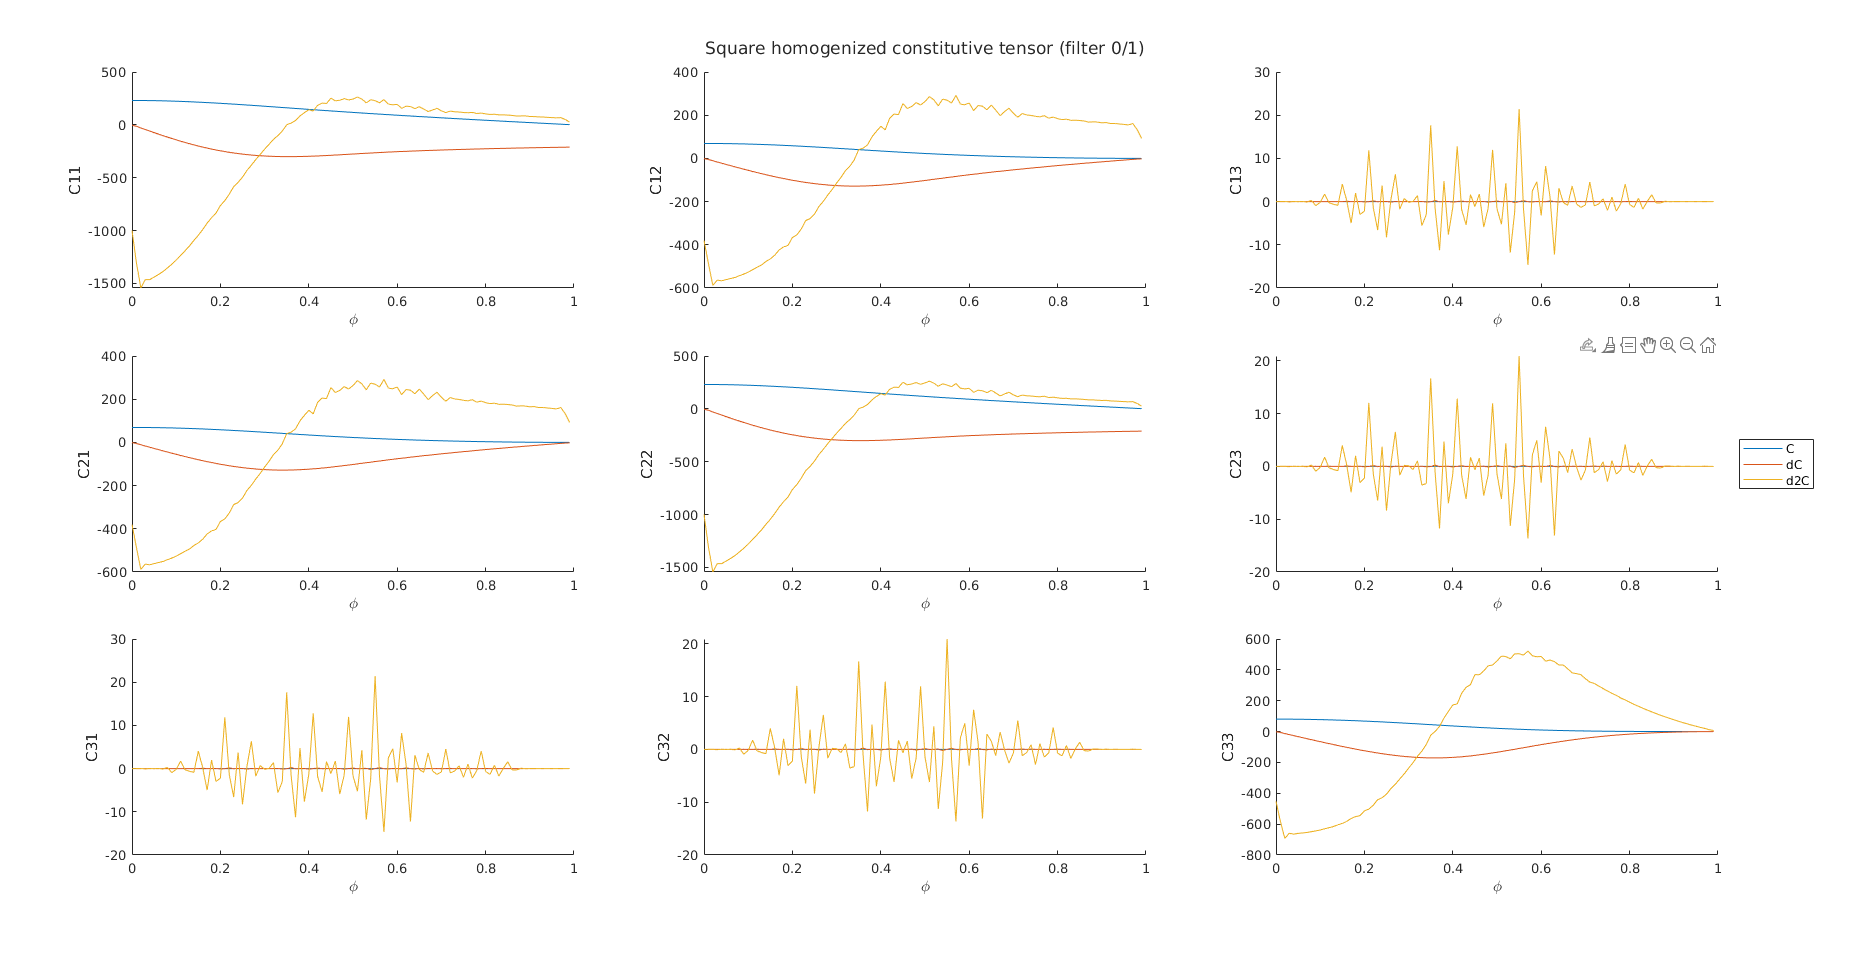 Square homogenized constitutive tensor (filter 0/1)
500
0
-500
-1000
-1500
C11
0 0.2 0.4 0.6 0.8 1
ϕ
400
200
0
-200
-400
-600
C12
0 0.2 0.4 0.6 0.8 1
ϕ
30
20
10
0
-10
-20
C13
0 0.2 0.4 0.6 0.8 1
ϕ
400
200
0
-200
-400
-600
C21
0 0.2 0.4 0.6 0.8 1
ϕ
500
0
-500
-1000
-1500
C22
0 0.2 0.4 0.6 0.8 1
ϕ
20
10
0
-10
-20
C23
0 0.2 0.4 0.6 0.8 1
ϕ
C
dC
d2C
30
20
10
0
-10
-20
C31
0 0.2 0.4 0.6 0.8 1
ϕ
20
10
0
-10
-20
C32
0 0.2 0.4 0.6 0.8 1
ϕ
600
400
200
0
-200
-400
-600
-800
C33
0 0.2 0.4 0.6 0.8 1
ϕ